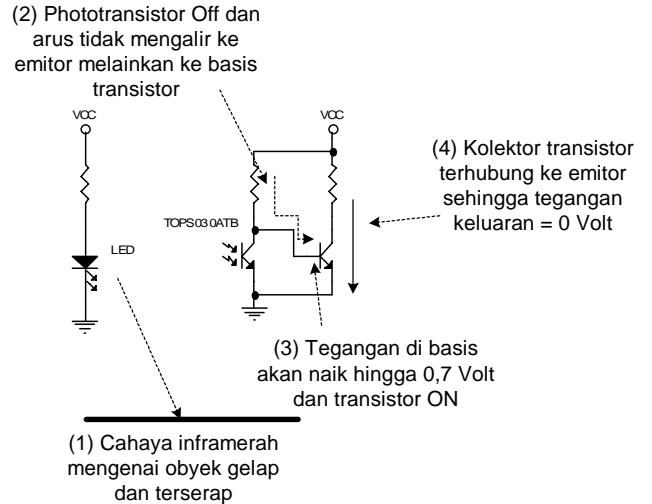 (2) Phototransistor Off dan
arus tidak mengalir ke
emitor melainkan ke basis
transistor
VCC
VCC
(4) Kolektor transistor
terhubung ke emitor
sehingga tegangan
keluaran = 0 Volt
TOPS030ATB
LED
(3) Tegangan di basis
akan naik hingga 0,7 Volt
dan transistor ON
(1) Cahaya inframerah
mengenai obyek gelap
dan terserap